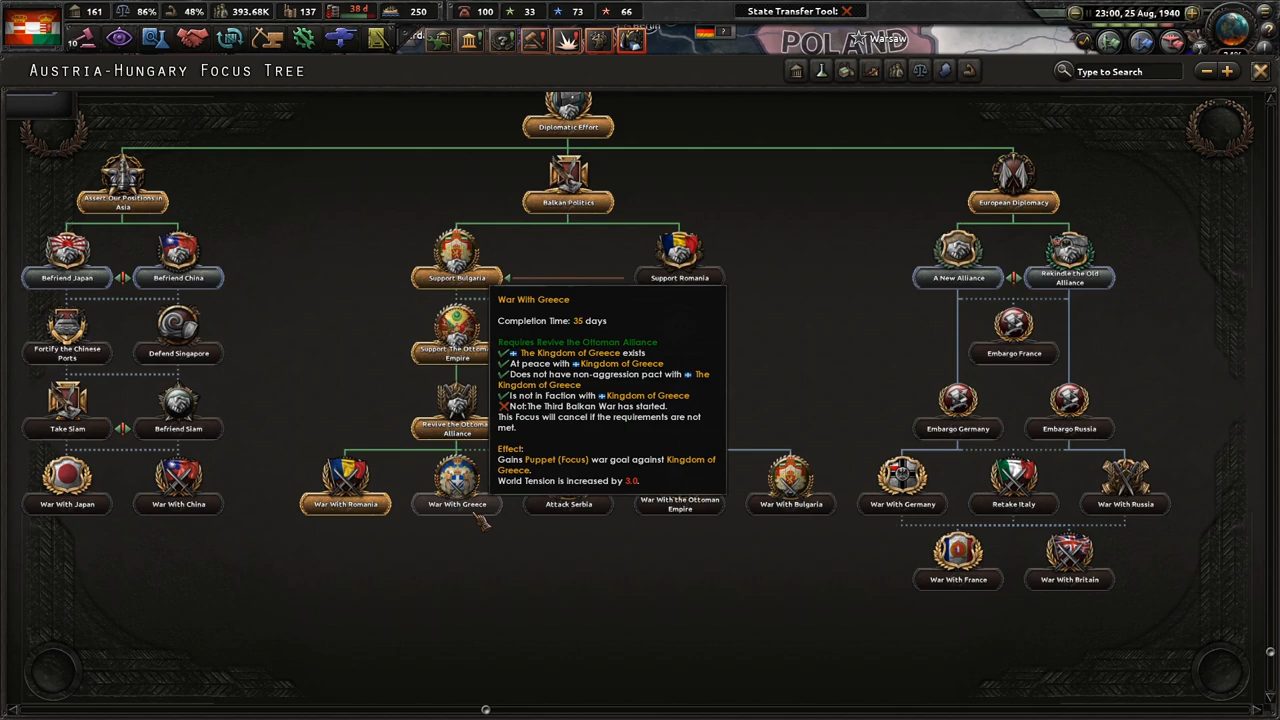 161 86% 48% 393.68K 137 38 d 250 100 33 73 66
State Transfer Tool:
23:00, 25 Aug, 1940
10
?
POLAND
Warsaw
AUSTRIA-HUNGARY FOCUS TREE
Type to Search
Diplomatic Effort
Assert Our Positions in
Asia
Balkan Politics
European Diplomacy
Befriend Japan
Befriend China
Support Bulgaria
Support Romania
A New Alliance
Rekindle the Old
Alliance
War With Greece
Completion Time: 35 days
Requires Revive the Ottoman Alliance
The Kingdom of Greece exists
At peace with Kingdom of Greece
Does not have non-aggression pact with The
Kingdom of Greece
Is not in Faction with Kingdom of Greece
Not:The Third Balkan War has started.
This Focus will cancel if the requirements are not
met.
Effect:
Gains Puppet (Focus) war goal against Kingdom of
Greece.
World Tension is increased by 3.0.
Fortify the Chinese
Ports
Defend Singapore
Support The Ottoma
Empire
Embargo France
Take Siam
Befriend Siam
Revive the Ottoma
Alliance
Embargo Germany
Embargo Russia
War With Japan
War With China
War With Romania
War With Greece
Attack Serbia
War With the Ottoman
Empire
War With Bulgaria
War With Germany
Retake Italy
War With Russia
War With France
War With Britain